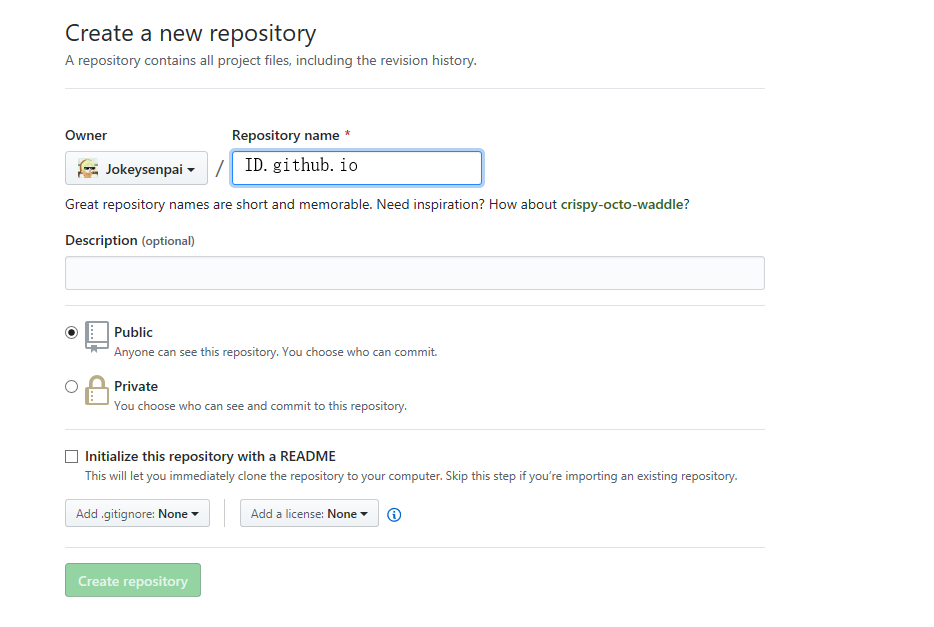 Create a new repository
A repository contains all project files, including the revision history.
Owner
Repository name *
Jokeysenpai
/
ID.github.io
Great repository names are short and memorable. Need inspiration? How about crispy-octo-waddle?
Description (optional)
Public
Anyone can see this repository. You choose who can commit.
Private
You choose who can see and commit to this repository.
Initialize this repository with a README
This will let you immediately clone the repository to your computer. Skip this step if you're importing an existing repository.
Add .gitignore: None
Add a license: None
Create repository